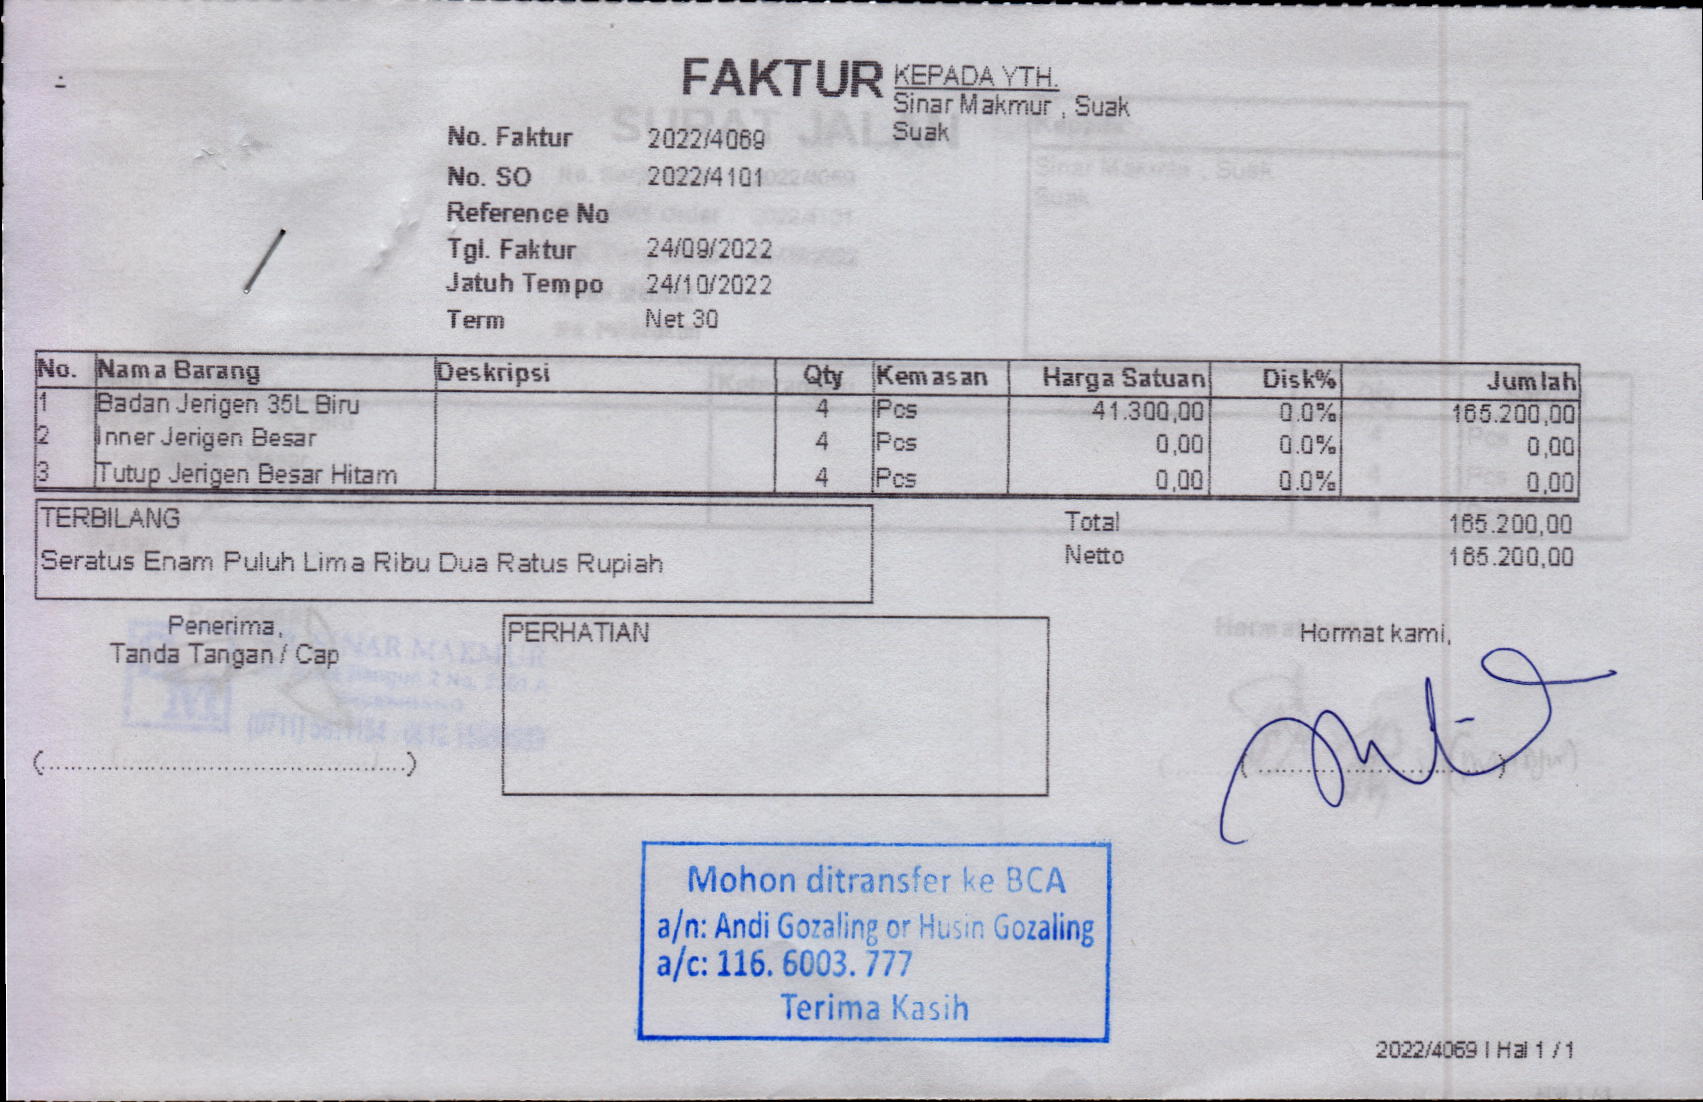 FAKTUR
KEPADA YTH.
Sinar Makmur , Suak
Suak
No. Faktur 2022/4069
No. SO 2022/4101
Reference No
Tgl. Faktur 24/09/2022
Jatuh Tempo 24/10/2022
Term Net 30
No. Nama Barang Deskripsi Qty Kemasan Harga Satuan Disk% Jumlah
1 Badan Jerigen 35L Biru 4 Pcs 41.300,00 0.0% 165.200,00
2 Inner Jerigen Besar 4 Pcs 0,00 0.0% 0,00
3 Tutup Jerigen Besar Hitam 4 Pcs 0,00 0.0% 0,00
TERBILANG
Seratus Enam Puluh Lima Ribu Dua Ratus Rupiah
Total 165.200,00
Netto 165.200,00
Penerima,
Tanda Tangan / Cap
PERHATIAN
Hormat kami,
Mohon ditransfer ke BCA
a/n: Andi Gozaling or Husin Gozaling
a/c: 116. 6003. 777
Terima Kasih
2022/4069 | Hal 1 / 1